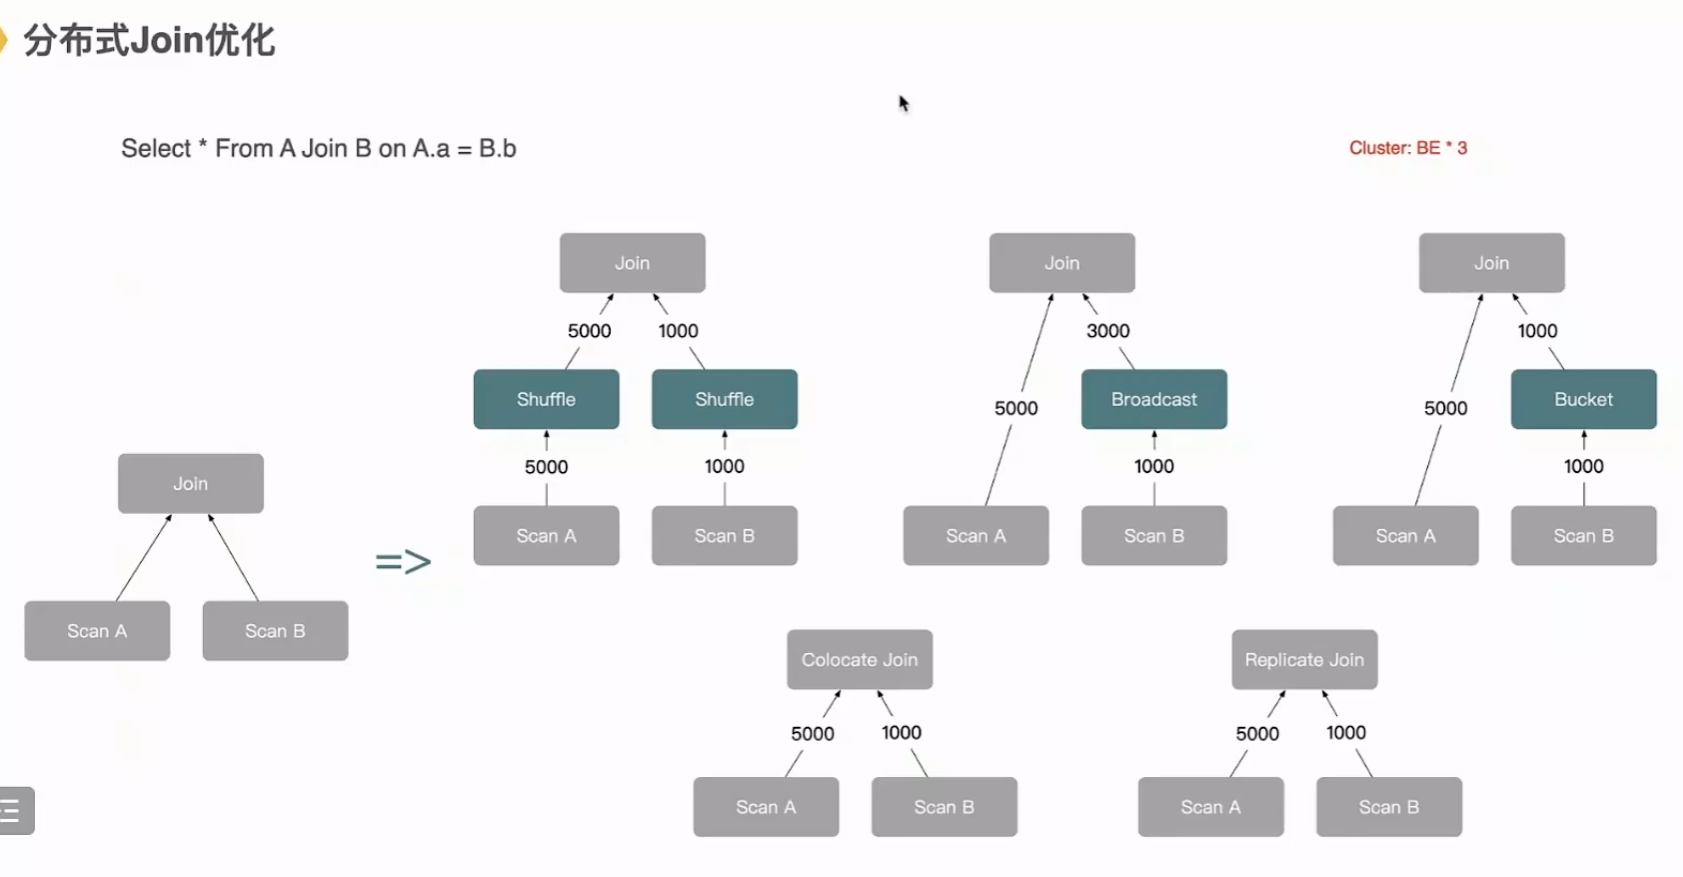 分布式Join优化
Select * From A Join B on A.a = B.b
Cluster: BE * 3
Join
Scan A
Scan B
=>
Join
5000
1000
Shuffle
Shuffle
5000
1000
Scan A
Scan B
Join
3000
5000
Broadcast
1000
Scan A
Scan B
Join
1000
5000
Bucket
1000
Scan A
Scan B
Colocate Join
5000
1000
Scan A
Scan B
Replicate Join
5000
1000
Scan A
Scan B